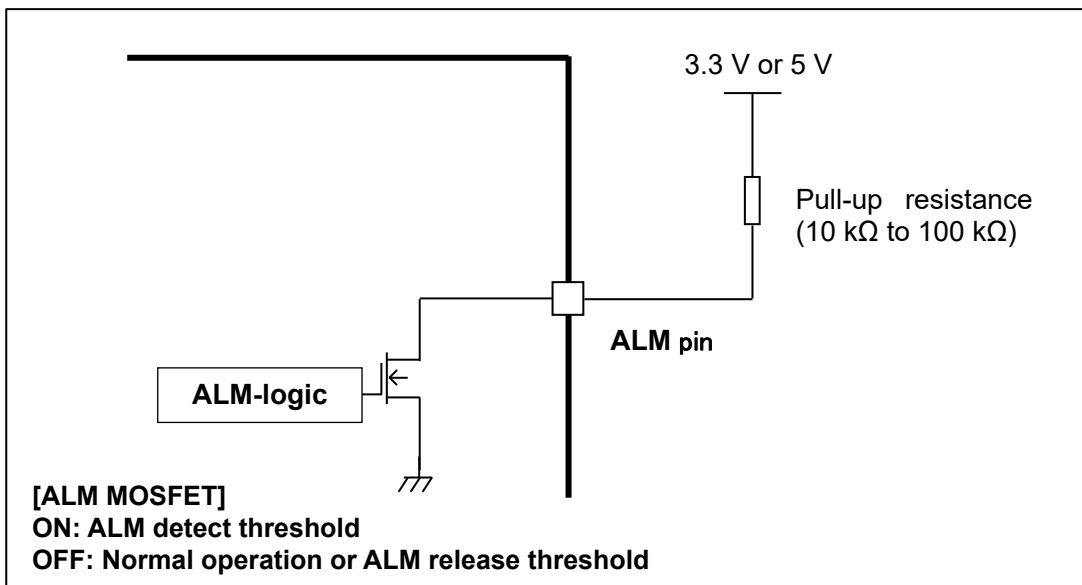 3.3 V or 5 V
Pull-up resistance
(10 kΩ to 100 kΩ)
ALM pin
ALM-logic
[ALM MOSFET]
ON: ALM detect threshold
OFF: Normal operation or ALM release threshold